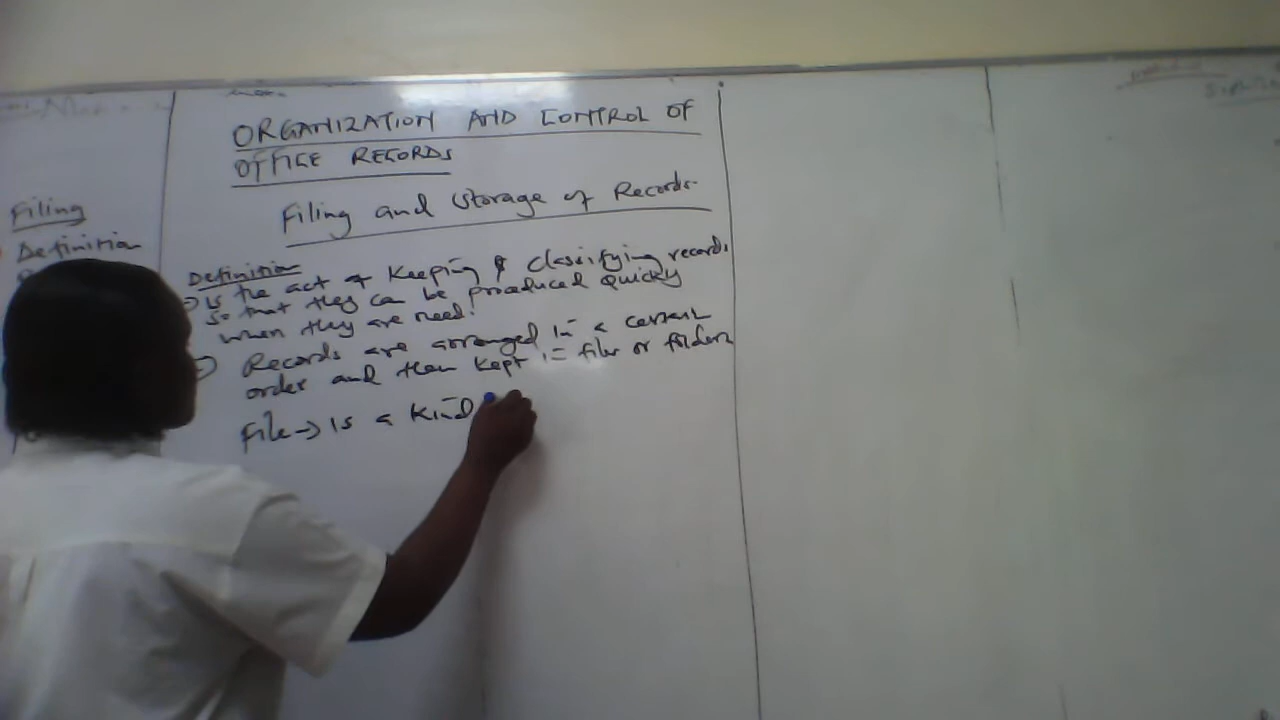 Filing
Definition
ORGANIZATION AND CONTROL OF
OFFICE RECORDS
Filing and Storage of Records.
Definition
is the act of Keeping & Classifying records
so that they can be produced quickly
when they are need.
Records are arranged in a certain
order and then kept in files or folders
File → is a kind